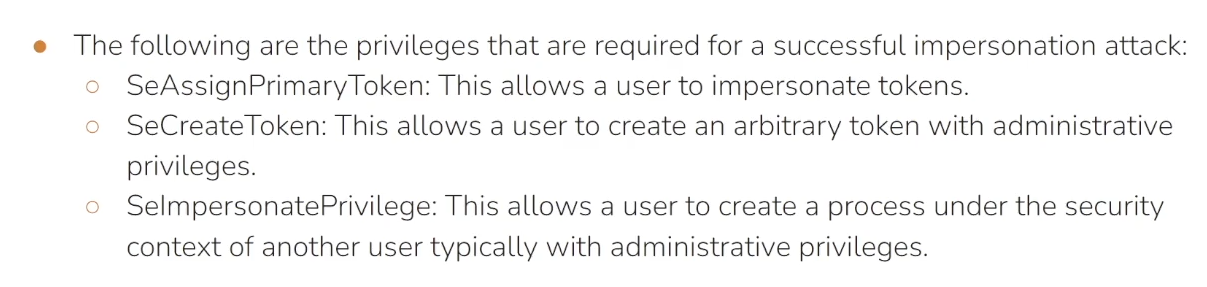 ● The following are the privileges that are required for a successful impersonation attack:
○ SeAssignPrimaryToken: This allows a user to impersonate tokens.
○ SeCreateToken: This allows a user to create an arbitrary token with administrative
privileges.
○ SeImpersonatePrivilege: This allows a user to create a process under the security
context of another user typically with administrative privileges.